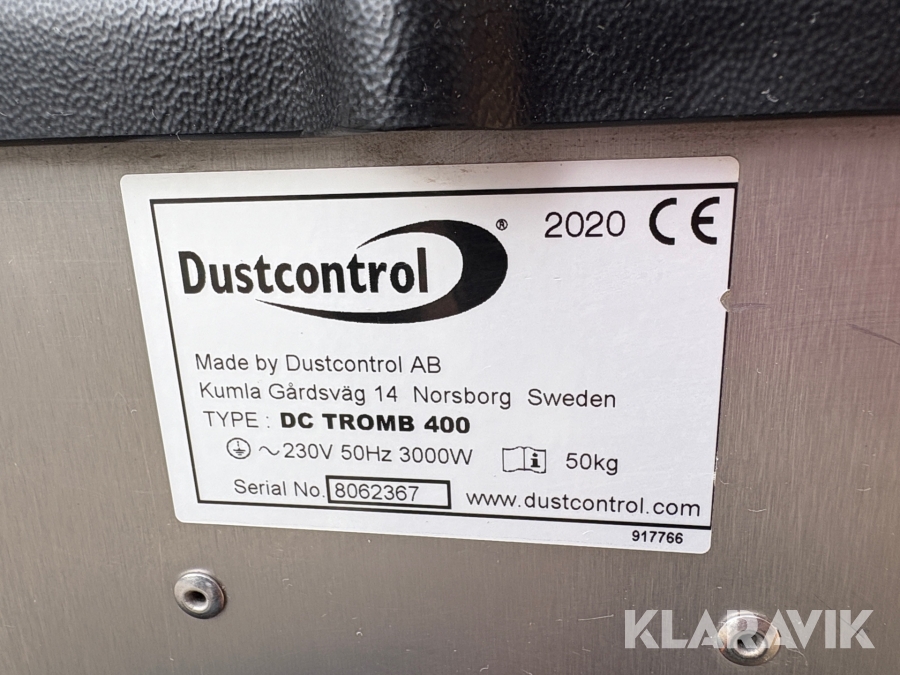 Dustcontrol ® 2020 CE
Made by Dustcontrol AB
Kumla Gårdsväg 14 Norsborg Sweden
TYPE : DC TROMB 400
~ 230V 50Hz 3000W i 50kg
Serial No. 8062367 www.dustcontrol.com
917766
KLARAVIK